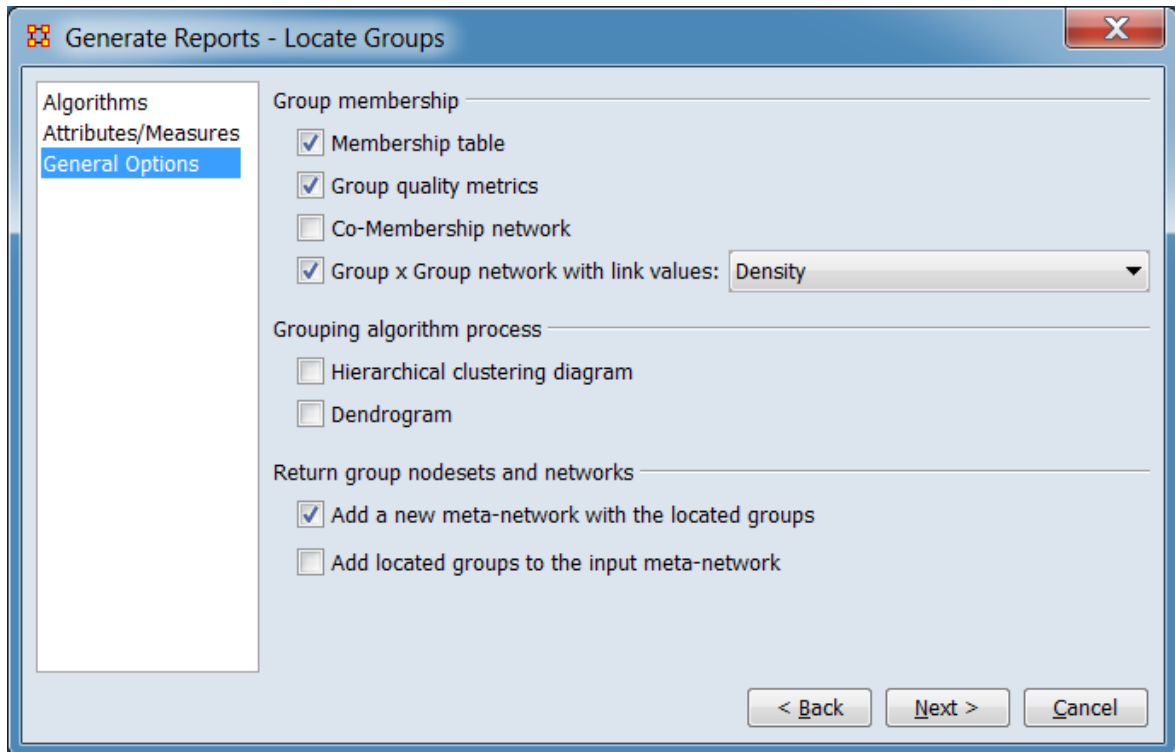 Generate Reports - Locate Groups
X
Algorithms
Attributes/Measures
General Options
Group membership
Membership table
Group quality metrics
Co-Membership network
Group x Group network with link values: Density
Grouping algorithm process
Hierarchical clustering diagram
Dendrogram
Return group nodesets and networks
Add a new meta-network with the located groups
Add located groups to the input meta-network
< Back Next > Cancel